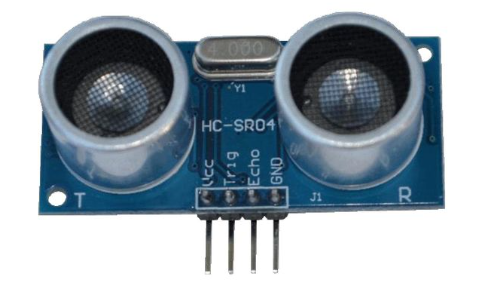 4.000
Y1
HC-SR04
Vcc
Trig
Echo
GND
J1
T
R